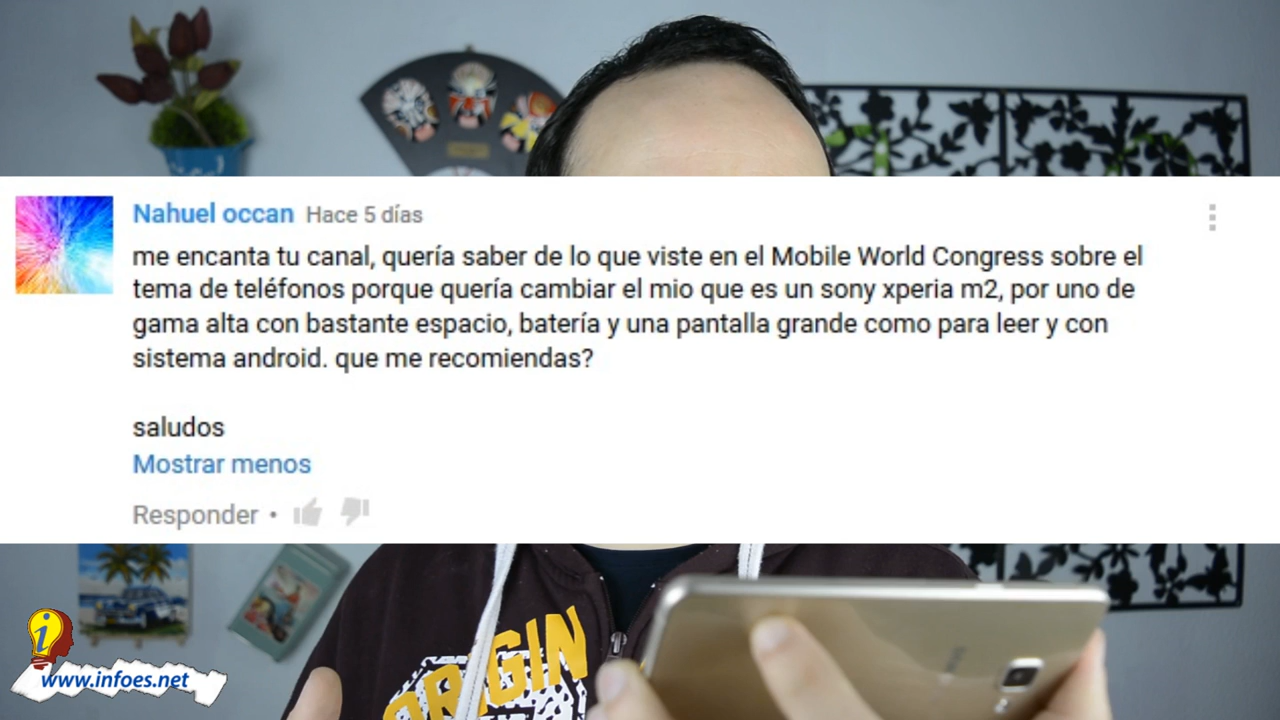 Nahuel occan Hace 5 días
me encanta tu canal, quería saber de lo que viste en el Mobile World Congress sobre el
tema de teléfonos porque quería cambiar el mio que es un sony xperia m2, por uno de
gama alta con bastante espacio, batería y una pantalla grande como para leer y con
sistema android. que me recomiendas?
saludos
Mostrar menos
Responder •
ORIGIN
i
www.infoes.net